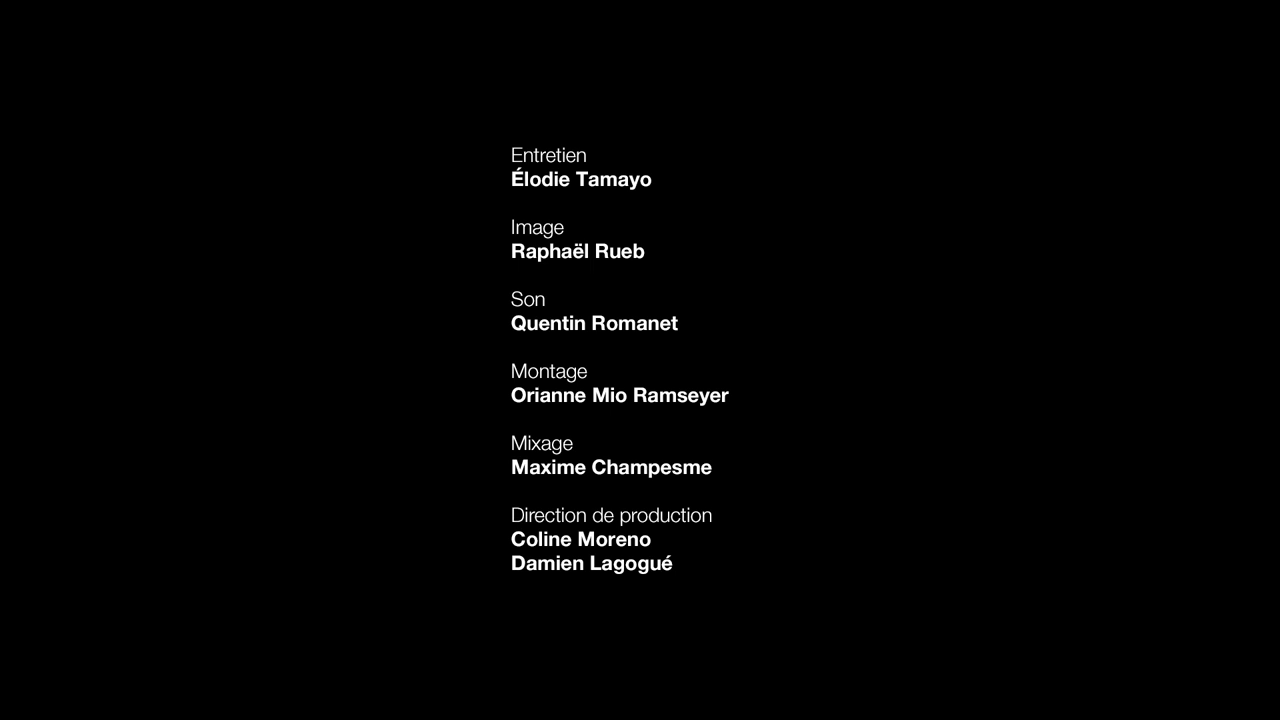 Entretien
Élodie Tamayo
Image
Raphaël Rueb
Son
Quentin Romanet
Montage
Orianne Mio Ramseyer
Mixage
Maxime Champesme
Direction de production
Coline Moreno
Damien Lagogué